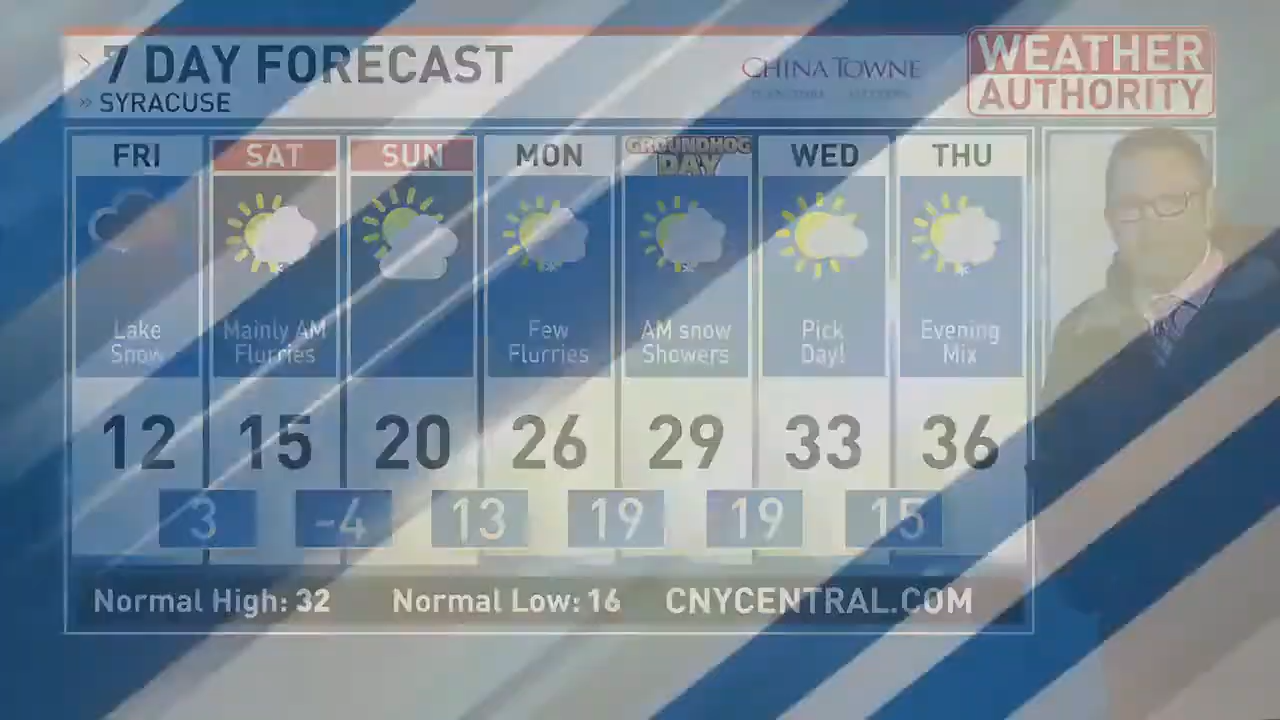 7 DAY FORECAST
SYRACUSE
CHINA TOWNE
WEATHER
AUTHORITY
FRI
SAT
SUN
MON
GROUNDHOG
DAY
WED
THU
Lake
Snow
Mainly AM
Flurries
Few
Flurries
AM snow
Showers
Pick
Day!
Evening
Mix
12
15
20
26
29
33
36
3
-4
13
19
19
15
Normal High: 32
Normal Low: 16
CNYCENTRAL.COM